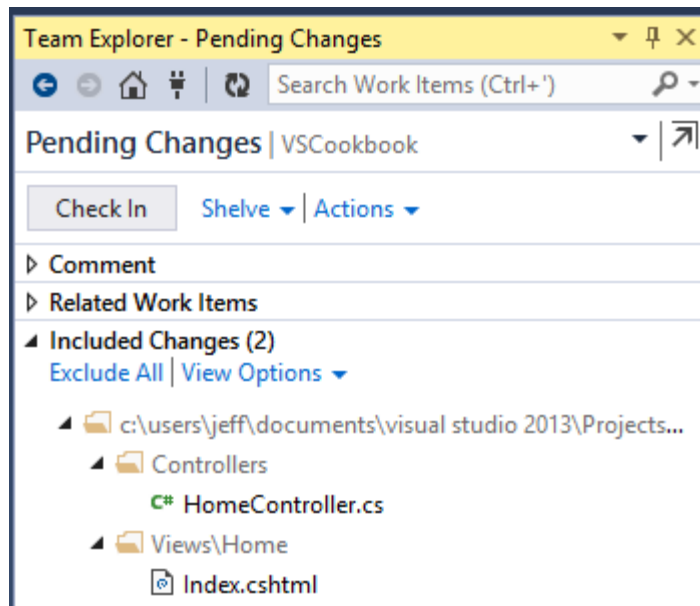 Team Explorer - Pending Changes
Search Work Items (Ctrl+')
Pending Changes | VSCookbook
Check In Shelve Actions
Comment
Related Work Items
Included Changes (2)
Exclude All | View Options
c:\users\jeff\documents\visual studio 2013\Projects...
Controllers
C# HomeController.cs
Views\Home
Index.cshtml